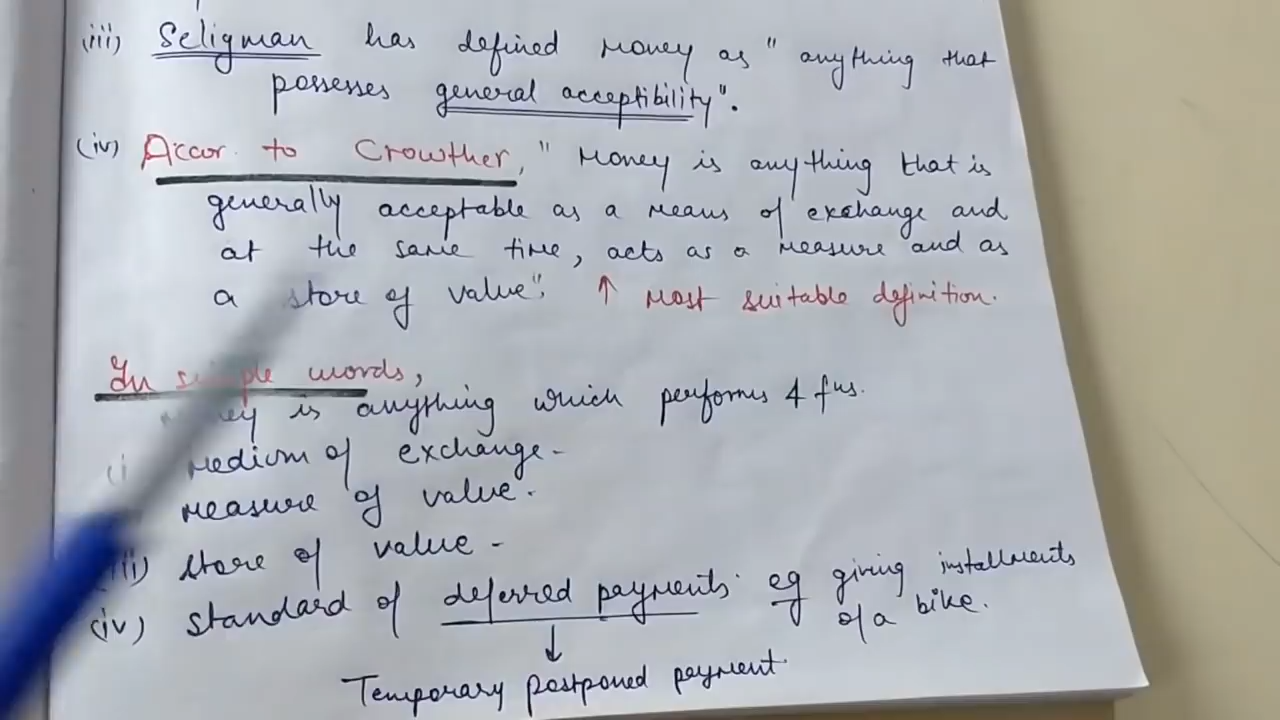 (iii) Seligman has defined Money as " anything that
possesses general acceptibility".
(iv) Accor. to Crowther, " Money is anything that is
generally acceptable as a means of exchange and
at the same time, acts as a measure and as
a store of value". ↑ Most suitable definition.
In simple words,
Money is anything which performs 4 fns.
(i Medium of exchange -
Measure of value -
(iii) Store of value -
(iv) Standard of deferred payments eg giving installments
of a bike.
↓
Temporary postponed payment